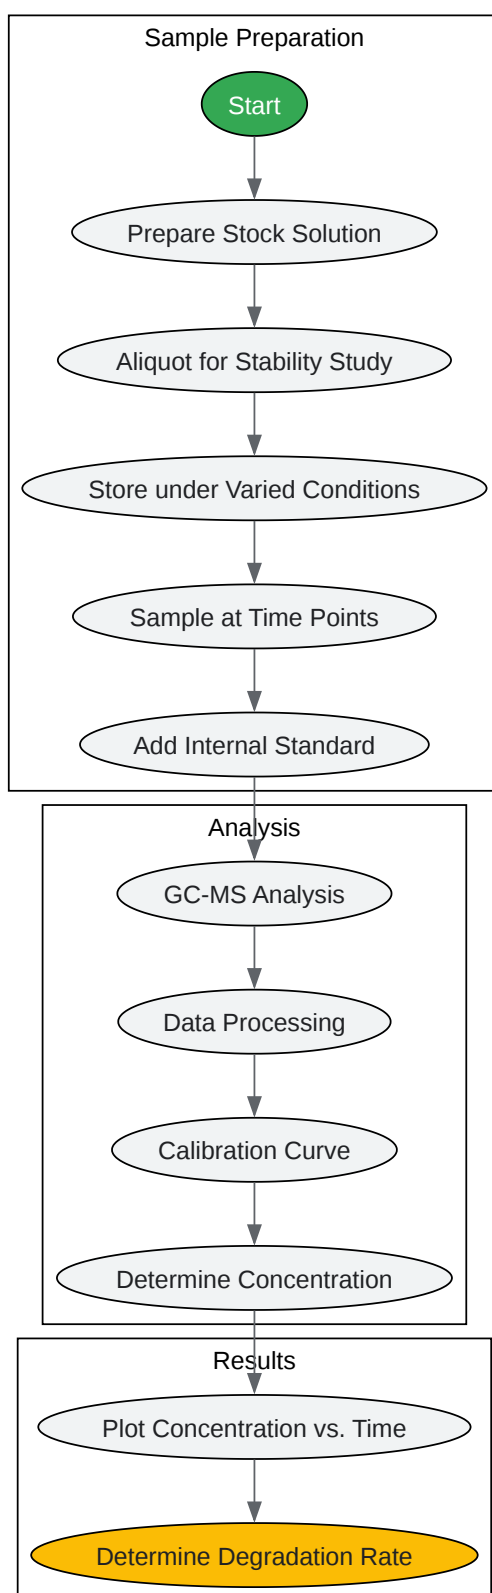 Sample Preparation
Start
Prepare Stock Solution
Aliquot for Stability Study
Store under Varied Conditions
Sample at Time Points
Add Internal Standard
Analysis
GC-MS Analysis
Data Processing
Calibration Curve
Determine Concentration
Results
Plot Concentration vs. Time
Determine Degradation Rate